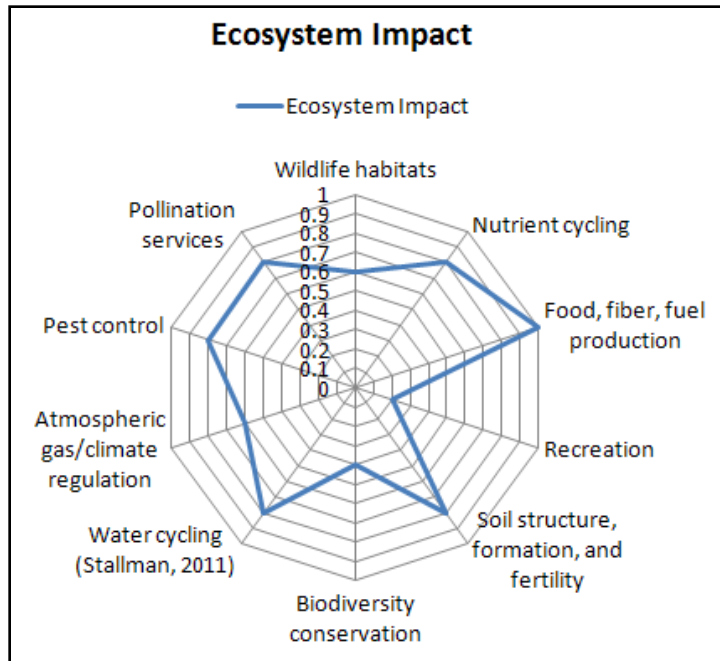 Ecosystem Impact
Ecosystem Impact
Wildlife habitats
Nutrient cycling
Food, fiber, fuel
production
Recreation
Soil structure,
formation, and
fertility
Biodiversity
conservation
Water cycling
(Stallman, 2011)
Atmospheric
gas/climate
regulation
Pest control
Pollination
services
1
0.9
0.8
0.7
0.6
0.5
0.4
0.3
0.2
0.1
0